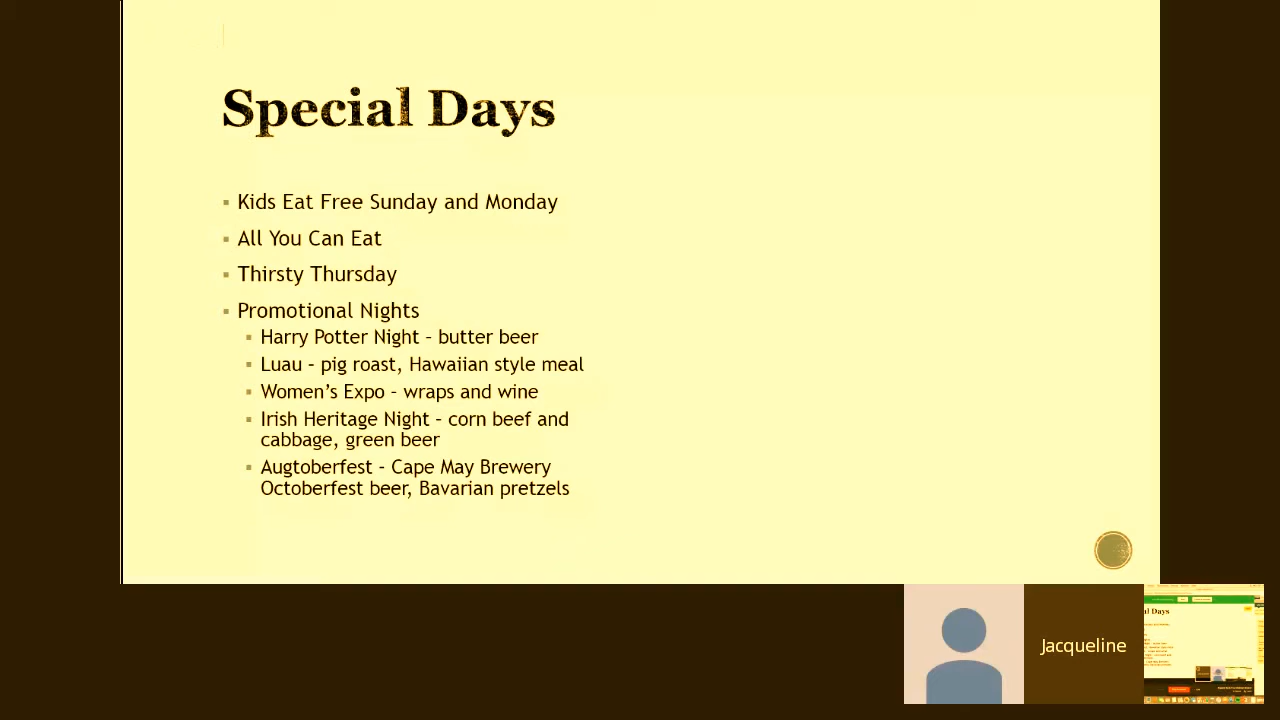 Special Days
Kids Eat Free Sunday and Monday
All You Can Eat
Thirsty Thursday
Promotional Nights
Harry Potter Night – butter beer
Luau – pig roast, Hawaiian style meal
Women's Expo – wraps and wine
Irish Heritage Night – corn beef and
cabbage, green beer
Augtoberfest – Cape May Brewery
Octoberfest beer, Bavarian pretzels
Jacqueline
al Days